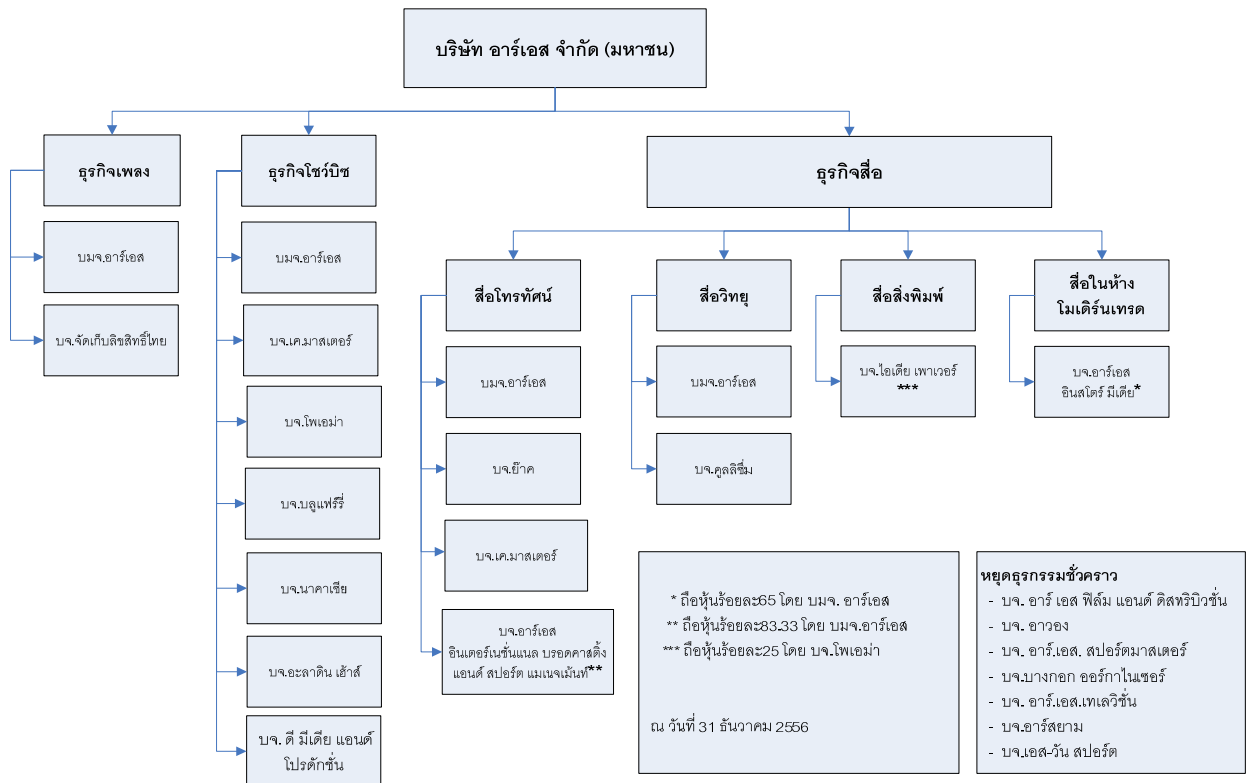 บริษัท อาร์เอส จำกัด (มหาชน)
ธุรกิจเพลง
บมจ.อาร์เอส
บจ.จัดเก็บลิขสิทธิ์ไทย
ธุรกิจโชว์บิซ
บมจ.อาร์เอส
บจ.เค.มาสเตอร์
บจ.โพเอม่า
บจ.บลูแฟร์รี่
บจ.นาคาเซีย
บจ.อะลาดิน เฮ้าส์
บจ. ดี มีเดีย แอนด์
โปรดักชั่น
ธุรกิจสื่อ
สื่อโทรทัศน์
บมจ.อาร์เอส
บจ.ย๊าค
บจ.เค.มาสเตอร์
บจ.อาร์เอส
อินเตอร์เนชั่นแนล บรอดคาสติ้ง
แอนด์ สปอร์ต แมเนจเม้นท์**
สื่อวิทยุ
บมจ.อาร์เอส
บจ.คูลลิซึ่ม
สื่อสิ่งพิมพ์
บจ.ไอเดีย เพาเวอร์
***
สื่อในห้าง
โมเดิร์นเทรด
บจ.อาร์เอส
อินสโตร์ มีเดีย*
* ถือหุ้นร้อยละ65 โดย บมจ. อาร์เอส
** ถือหุ้นร้อยละ83.33 โดย บมจ.อาร์เอส
*** ถือหุ้นร้อยละ25 โดย บจ.โพเอม่า
ณ วันที่ 31 ธันวาคม 2556
หยุดธุรกรรมชั่วคราว
- บจ. อาร์ เอส ฟิล์ม แอนด์ ดิสทริบิวชั่น
- บจ. อาวอง
- บจ. อาร์.เอส. สปอร์ตมาสเตอร์
- บจ.บางกอก ออร์กาไนเซอร์
- บจ. อาร์.เอส.เทเลวิชั่น
- บจ.อาร์สยาม
- บจ.เอส-วัน สปอร์ต